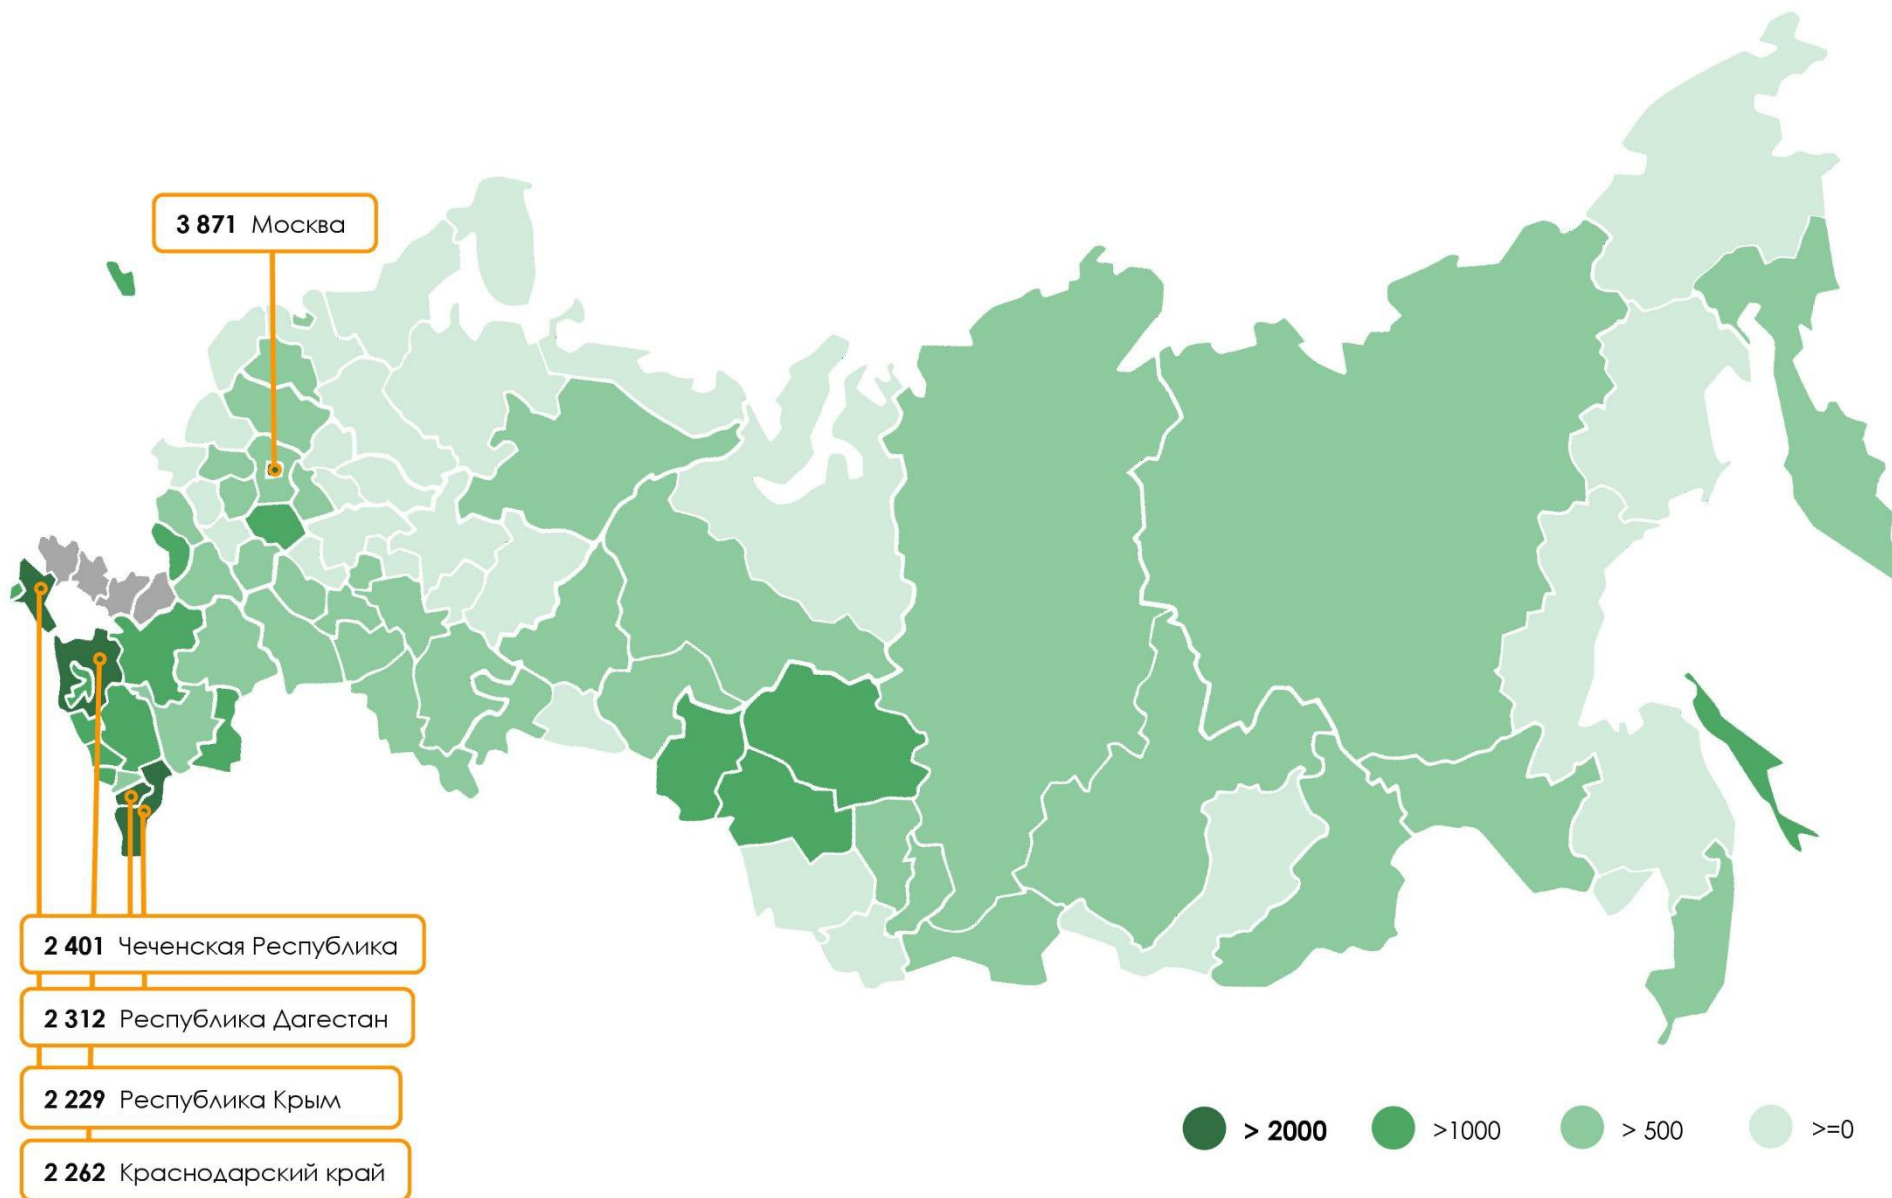 3 871 Москва
2 401 Чеченская Республика
2 312 Республика Дагестан
2 229 Республика Крым
2 262 Краснодарский край
> 2000 >1000 > 500 >=0